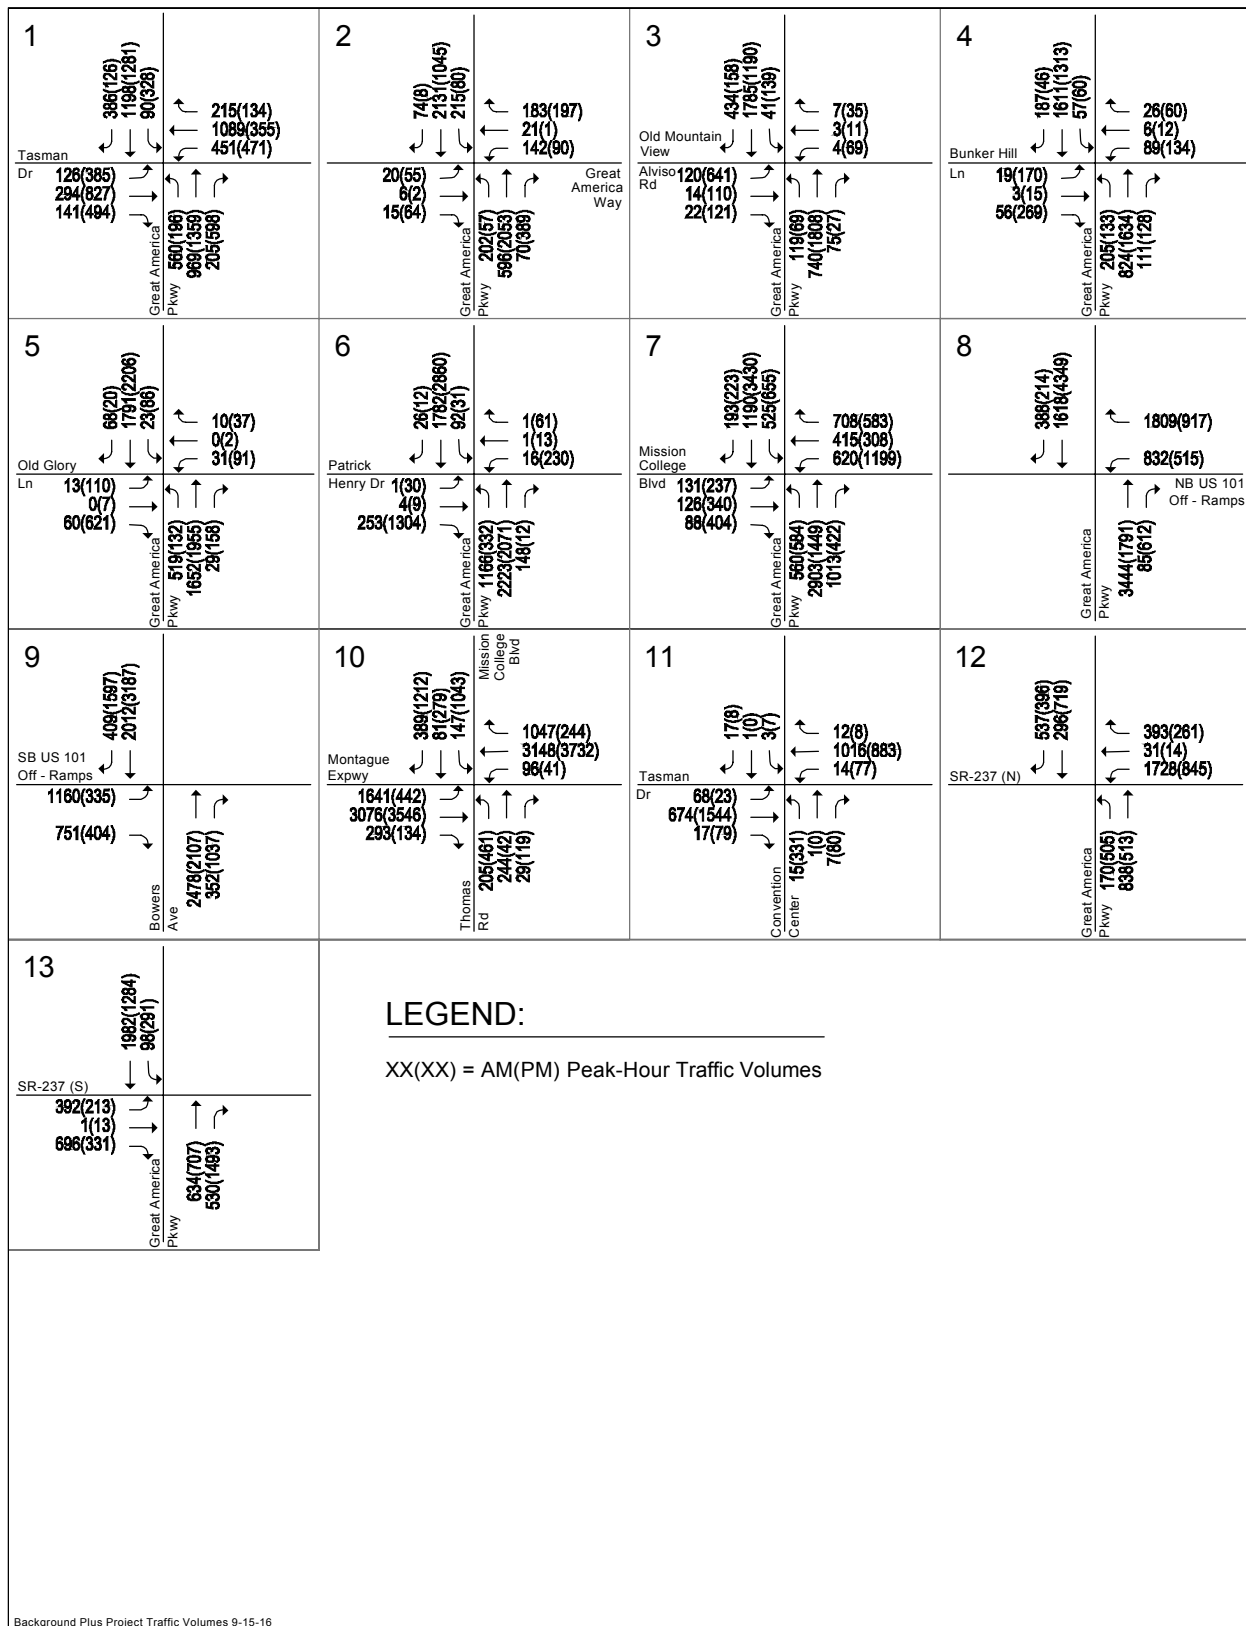 1
386(126)
1198(1281)
90(328)
215(134)
1089(355)
451(471)
Tasman
Dr
126(385)
294(827)
141(494)
Great America
Pkwy
560(196)
969(1359)
205(598)
2
74(8)
2131(1045)
215(80)
183(197)
21(1)
142(90)
20(55)
6(2)
15(64)
Great
America
Way
Great America
Pkwy
202(57)
596(2053)
70(389)
3
434(158)
1785(1190)
41(139)
7(35)
3(11)
4(69)
Old Mountain
View
Alviso
Rd
120(641)
14(110)
22(121)
Great America
Pkwy
119(69)
740(1808)
75(27)
4
187(46)
1611(1313)
57(60)
26(60)
6(12)
89(134)
Bunker Hill
Ln
19(170)
3(15)
56(269)
Great America
Pkwy
205(133)
824(1634)
111(128)
5
68(20)
1791(2206)
23(86)
10(37)
0(2)
31(91)
Old Glory
Ln
13(110)
0(7)
60(621)
Great America
Pkwy
519(132)
1652(1955)
29(158)
6
26(12)
1782(2860)
92(31)
1(61)
1(13)
16(230)
Patrick
Henry Dr
1(30)
4(9)
253(1304)
Great America
Pkwy
1166(332)
2223(2071)
148(12)
7
193(223)
1190(3430)
525(655)
708(583)
415(308)
620(1199)
Mission
College
Blvd
131(237)
126(340)
88(404)
Great America
Pkwy
560(584)
2903(1449)
1013(422)
8
388(214)
1618(4349)
1809(917)
832(515)
NB US 101
Off - Ramps
Great America
Pkwy
3444(1791)
85(612)
9
409(1597)
2012(3187)
SB US 101
Off - Ramps
1160(335)
751(404)
Bowers
Ave
2478(2107)
352(1037)
10
Mission
College
Blvd
389(1212)
81(279)
147(1043)
1047(244)
3148(3732)
96(41)
Montague
Expwy
1641(442)
3076(3546)
293(134)
Thomas
Rd
205(461)
244(42)
29(119)
11
17(8)
1(0)
3(7)
12(8)
1016(883)
14(77)
Tasman
Dr
68(23)
674(1544)
17(79)
Convention
Center
15(331)
1(0)
7(80)
12
537(396)
296(719)
393(261)
31(14)
1728(845)
SR-237 (N)
Great America
Pkwy
170(505)
838(513)
13
1982(1284)
98(291)
SR-237 (S)
392(213)
1(13)
696(331)
Great America
Pkwy
634(707)
530(1493)
LEGEND:
XX(XX) = AM(PM) Peak-Hour Traffic Volumes
Background Plus Project Traffic Volumes 9-15-16